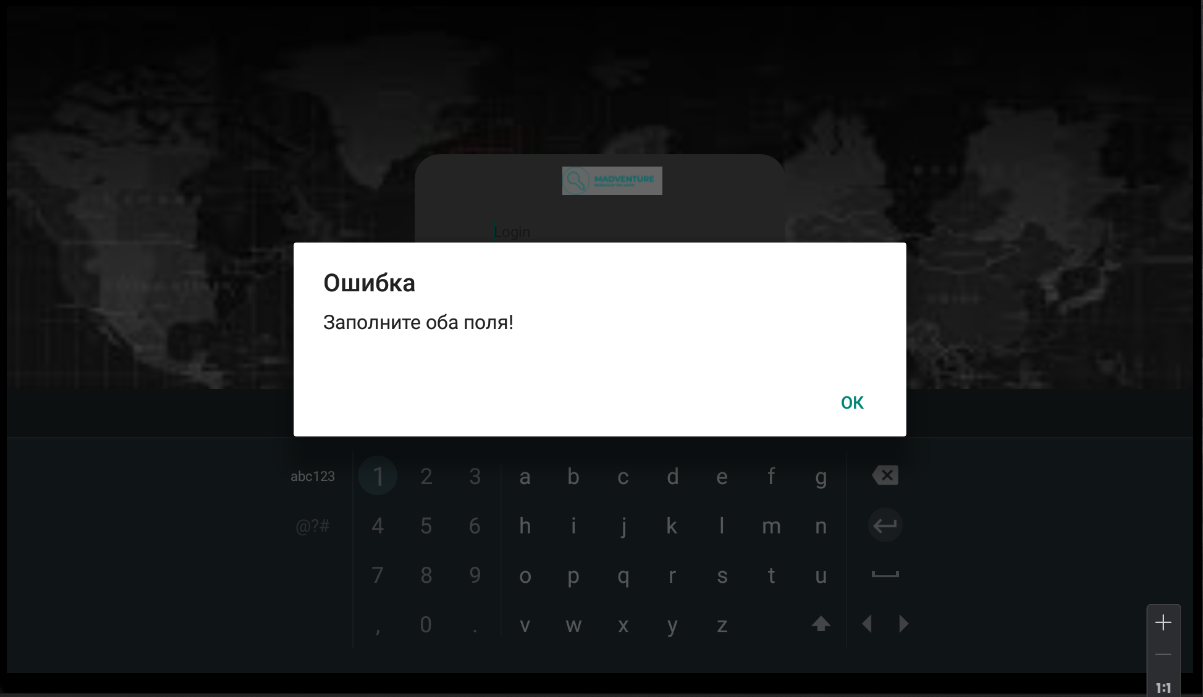 MADVENTURE
Login
Ошибка
Заполните оба поля!
ОК
abc123 1 2 3 a b c d e f g
@?# 4 5 6 h i j k l m n
7 8 9 o p q r s t u
, 0 . v w x y z
1:1